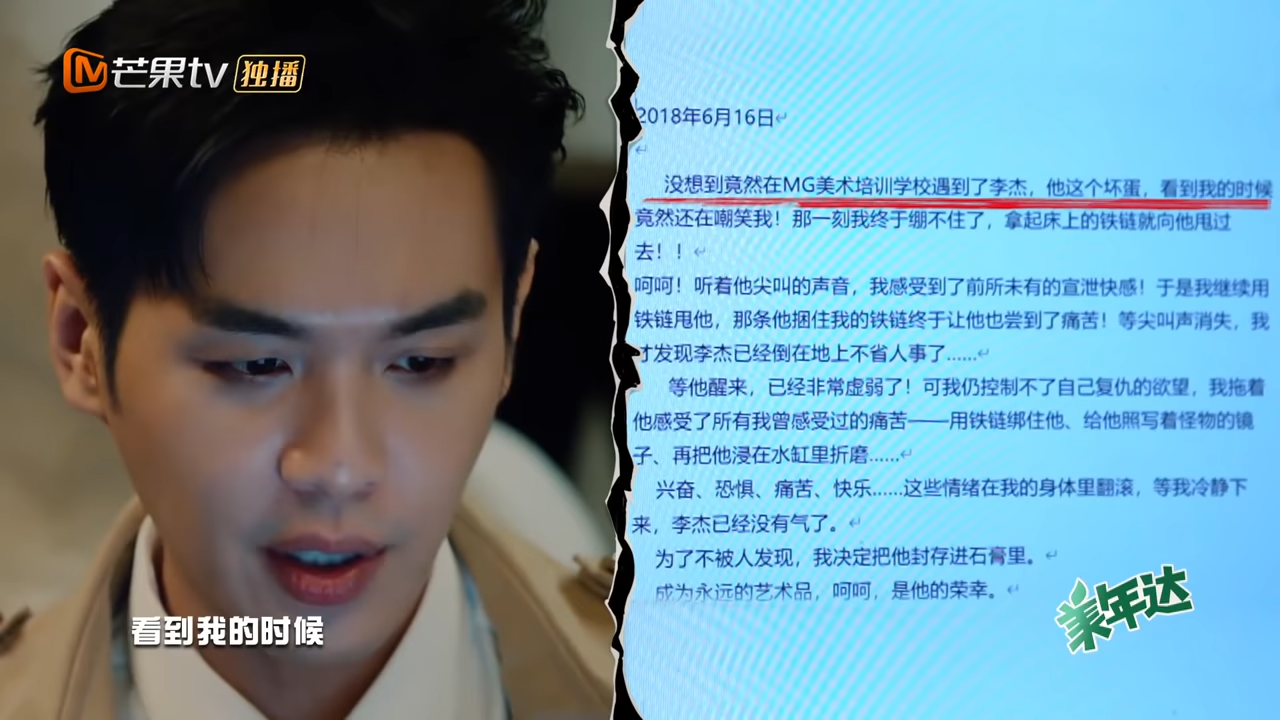 芒果tv 独播
看到我的时候
2018年6月16日
没想到竟然在MG美术培训学校遇到了李杰，他这个坏蛋，看到我的时候
竟然还在嘲笑我！那一刻我终于绷不住了，拿起床上的铁链就向他甩过
去！！
呵呵！听着他尖叫的声音，我感受到了前所未有的宣泄快感！于是我继续用
铁链甩他，那条他捆住我的铁链终于让他也尝到了痛苦！等尖叫声消失，我
才发现李杰已经倒在地上不省人事了……
等他醒来，已经非常虚弱了！可我仍控制不了自己复仇的欲望，我拖着
他感受了所有我曾感受过的痛苦——用铁链绑住他、给他照写着怪物的镜
子、再把他浸在水缸里折磨……
兴奋、恐惧、痛苦、快乐……这些情绪在我的身体里翻滚，等我冷静下
来，李杰已经没有气了。
为了不被人发现，我决定把他封存进石膏里。
成为永远的艺术品，呵呵，是他的荣幸。
美年达